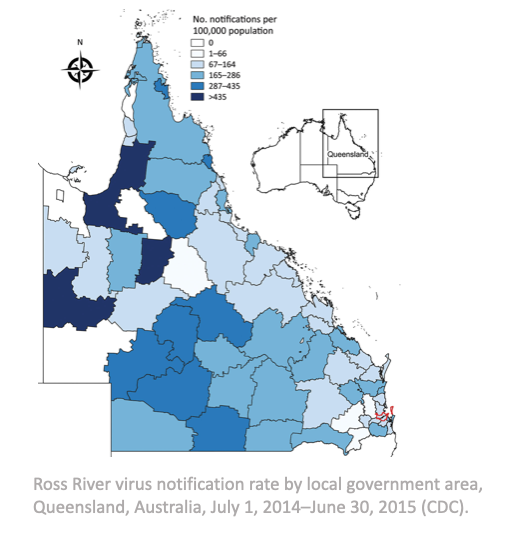 No. notifications per
100,000 population
0
1–66
67–164
165–286
287–435
>435
N
Queensland
Ross River virus notification rate by local government area,
Queensland, Australia, July 1, 2014–June 30, 2015 (CDC).